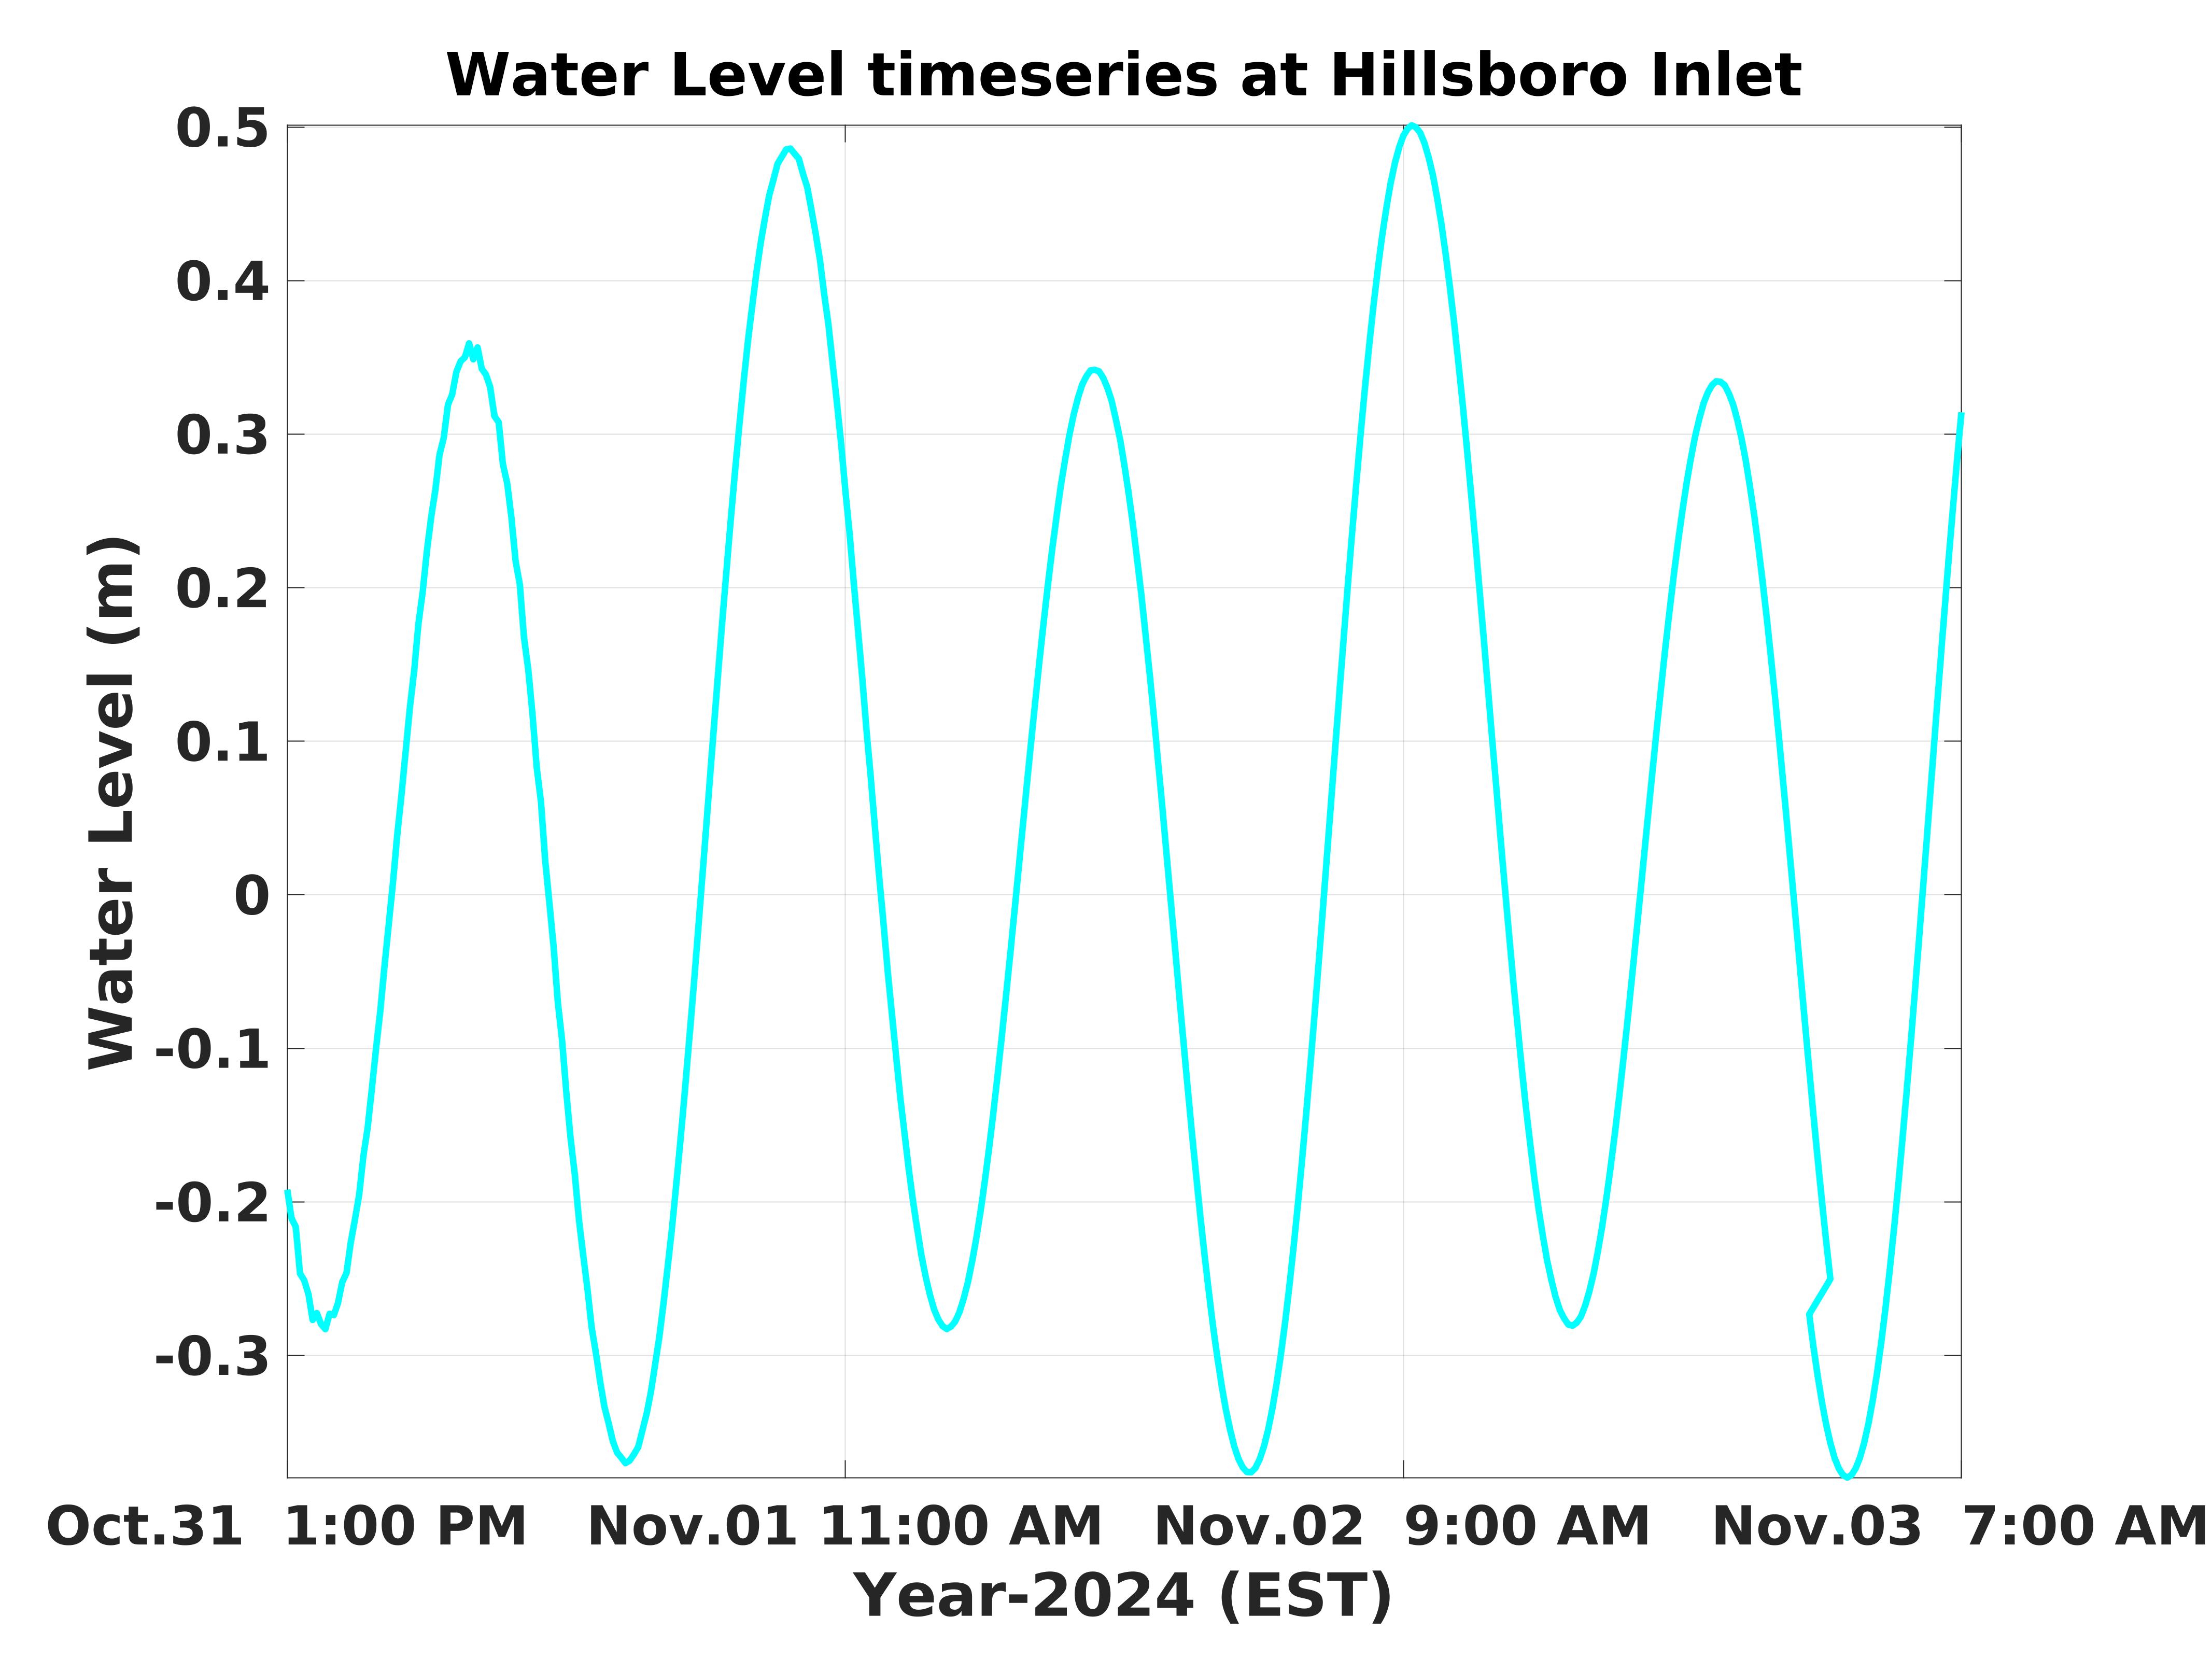 Water Level timeseries at Hillsboro Inlet
0.5
0.4
0.3
0.2
0.1
0
-0.1
-0.2
-0.3
Water Level (m)
Oct.31 1:00 PM Nov.01 11:00 AM Nov.02 9:00 AM Nov.03 7:00 AM
Year-2024 (EST)